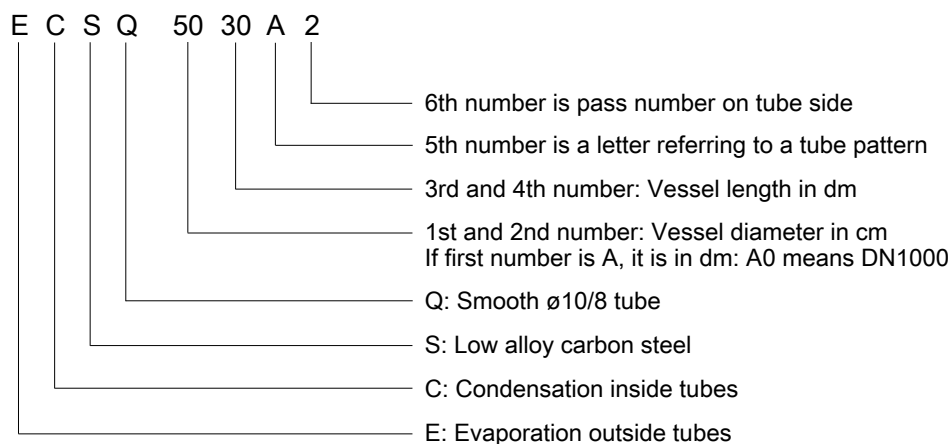 E C S Q 50 30 A 2
6th number is pass number on tube side
5th number is a letter referring to a tube pattern
3rd and 4th number: Vessel length in dm
1st and 2nd number: Vessel diameter in cm
If first number is A, it is in dm: A0 means DN1000
Q: Smooth ø10/8 tube
S: Low alloy carbon steel
C: Condensation inside tubes
E: Evaporation outside tubes